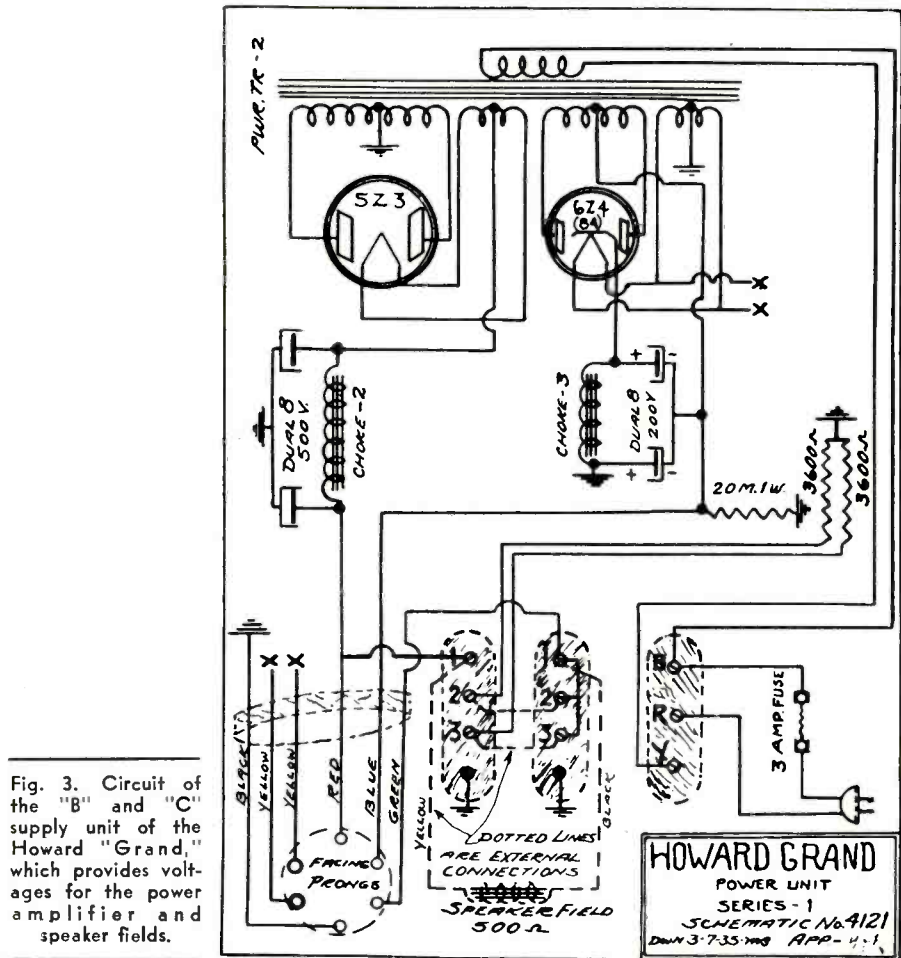 PWR. TR - 2
5Z3
6Z4
(84)
X
X
DUAL 8
500 V.
CHOKE - 2
CHOKE - 3
+ -
DUAL 8
200V
+ -
3600Ω
3600Ω
20 M. 1 W.
X X
1
2
3
1
2
3
B
R
Y
3 AMP. FUSE
BLACK
YELLOW
YELLOW
RED
BLUE
GREEN
YELLOW
BLACK
FACING
PRONGS
DOTTED LINES
ARE EXTERNAL
CONNECTIONS
SPEAKER FIELD
500 Ω
HOWARD GRAND
POWER UNIT
SERIES - 1
SCHEMATIC No. 4121
3-7-35
Fig. 3. Circuit of
the "B" and "C"
supply unit of the
Howard "Grand,"
which provides volt-
ages for the power
amplifier and
speaker fields.